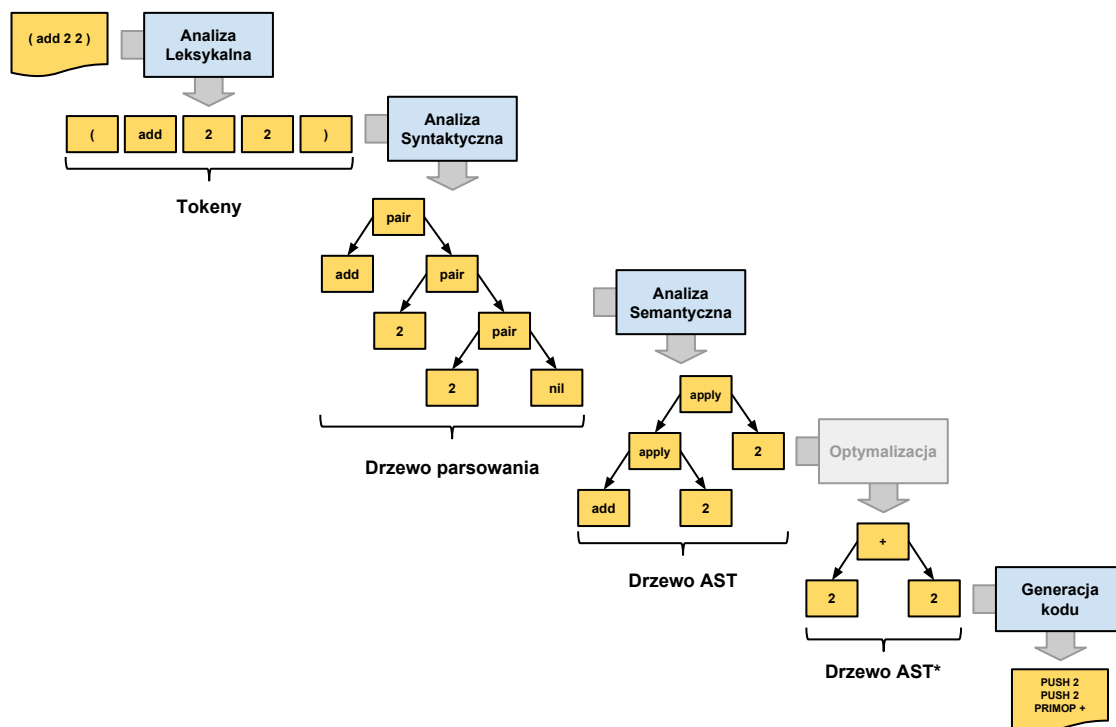 ( add 2 2 )
Analiza
Leksykalna
( add 2 2 )
Tokeny
Analiza
Syntaktyczna
pair
add pair
2 pair
2 nil
Drzewo parsowania
Analiza
Semantyczna
apply
apply 2
add 2
Drzewo AST
Optymalizacja
+
2 2
Drzewo AST*
Generacja
kodu
PUSH 2
PUSH 2
PRIMOP +